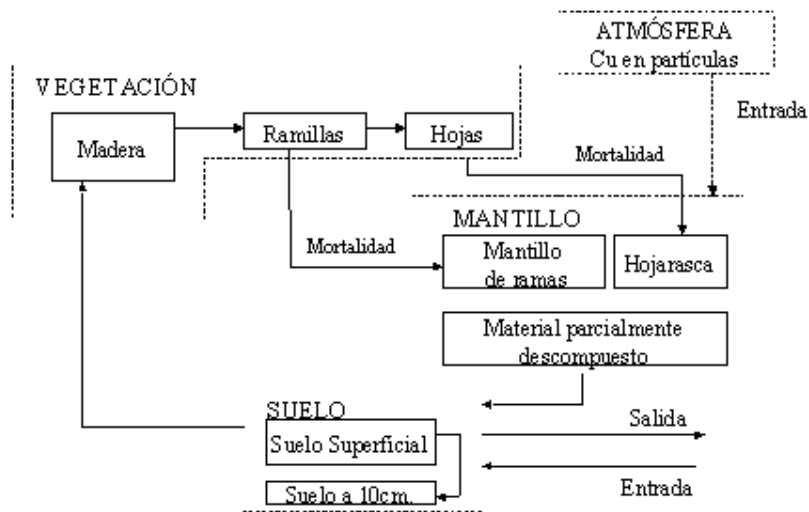 ATMÓSFERA
Cu en partículas
VEGETACIÓN
Entrada
Madera
Ramillas
Hojas
Mortalidad
MANTILLO
Mortalidad
Mantillo
de ramas
Hojarasca
Material parcialmente
descompuesto
SUELO
Suelo Superficial
Salida
Suelo a 10cm.
Entrada